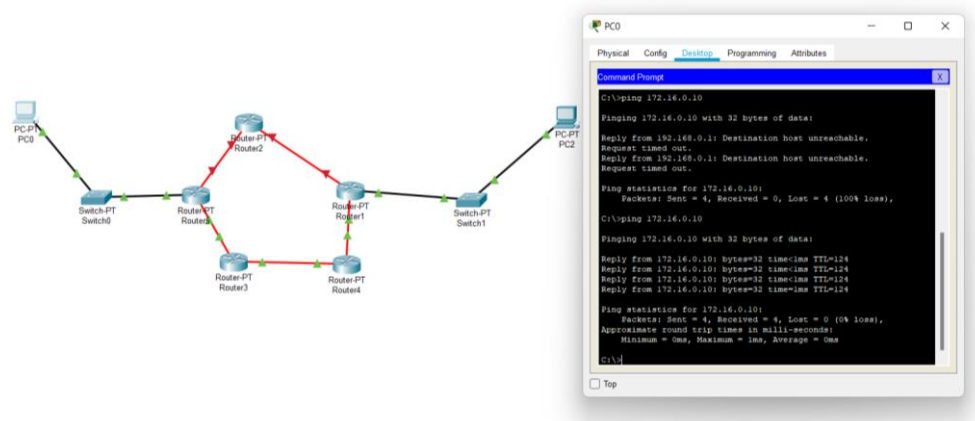 PC-PT
PC0
Switch-PT
Switch0
Router-PT
Router2
Router-PT
Router-PT
Router3
Router-PT
Router4
Router-PT
Router1
Switch-PT
Switch1
PC-PT
PC2
PC0
Physical Config Desktop Programming Attributes
Command Prompt
X
C:\>ping 172.16.0.10
Pinging 172.16.0.10 with 32 bytes of data:
Reply from 192.168.0.1: Destination host unreachable.
Request timed out.
Reply from 192.168.0.1: Destination host unreachable.
Request timed out.
Ping statistics for 172.16.0.10:
Packets: Sent = 4, Received = 0, Lost = 4 (100% loss),
C:\>ping 172.16.0.10
Pinging 172.16.0.10 with 32 bytes of data:
Reply from 172.16.0.10: bytes=32 time<1ms TTL=124
Reply from 172.16.0.10: bytes=32 time<1ms TTL=124
Reply from 172.16.0.10: bytes=32 time<1ms TTL=124
Reply from 172.16.0.10: bytes=32 time=1ms TTL=124
Ping statistics for 172.16.0.10:
Packets: Sent = 4, Received = 4, Lost = 0 (0% loss),
Approximate round trip times in milli-seconds:
Minimum = 0ms, Maximum = 1ms, Average = 0ms
C:\>
Top